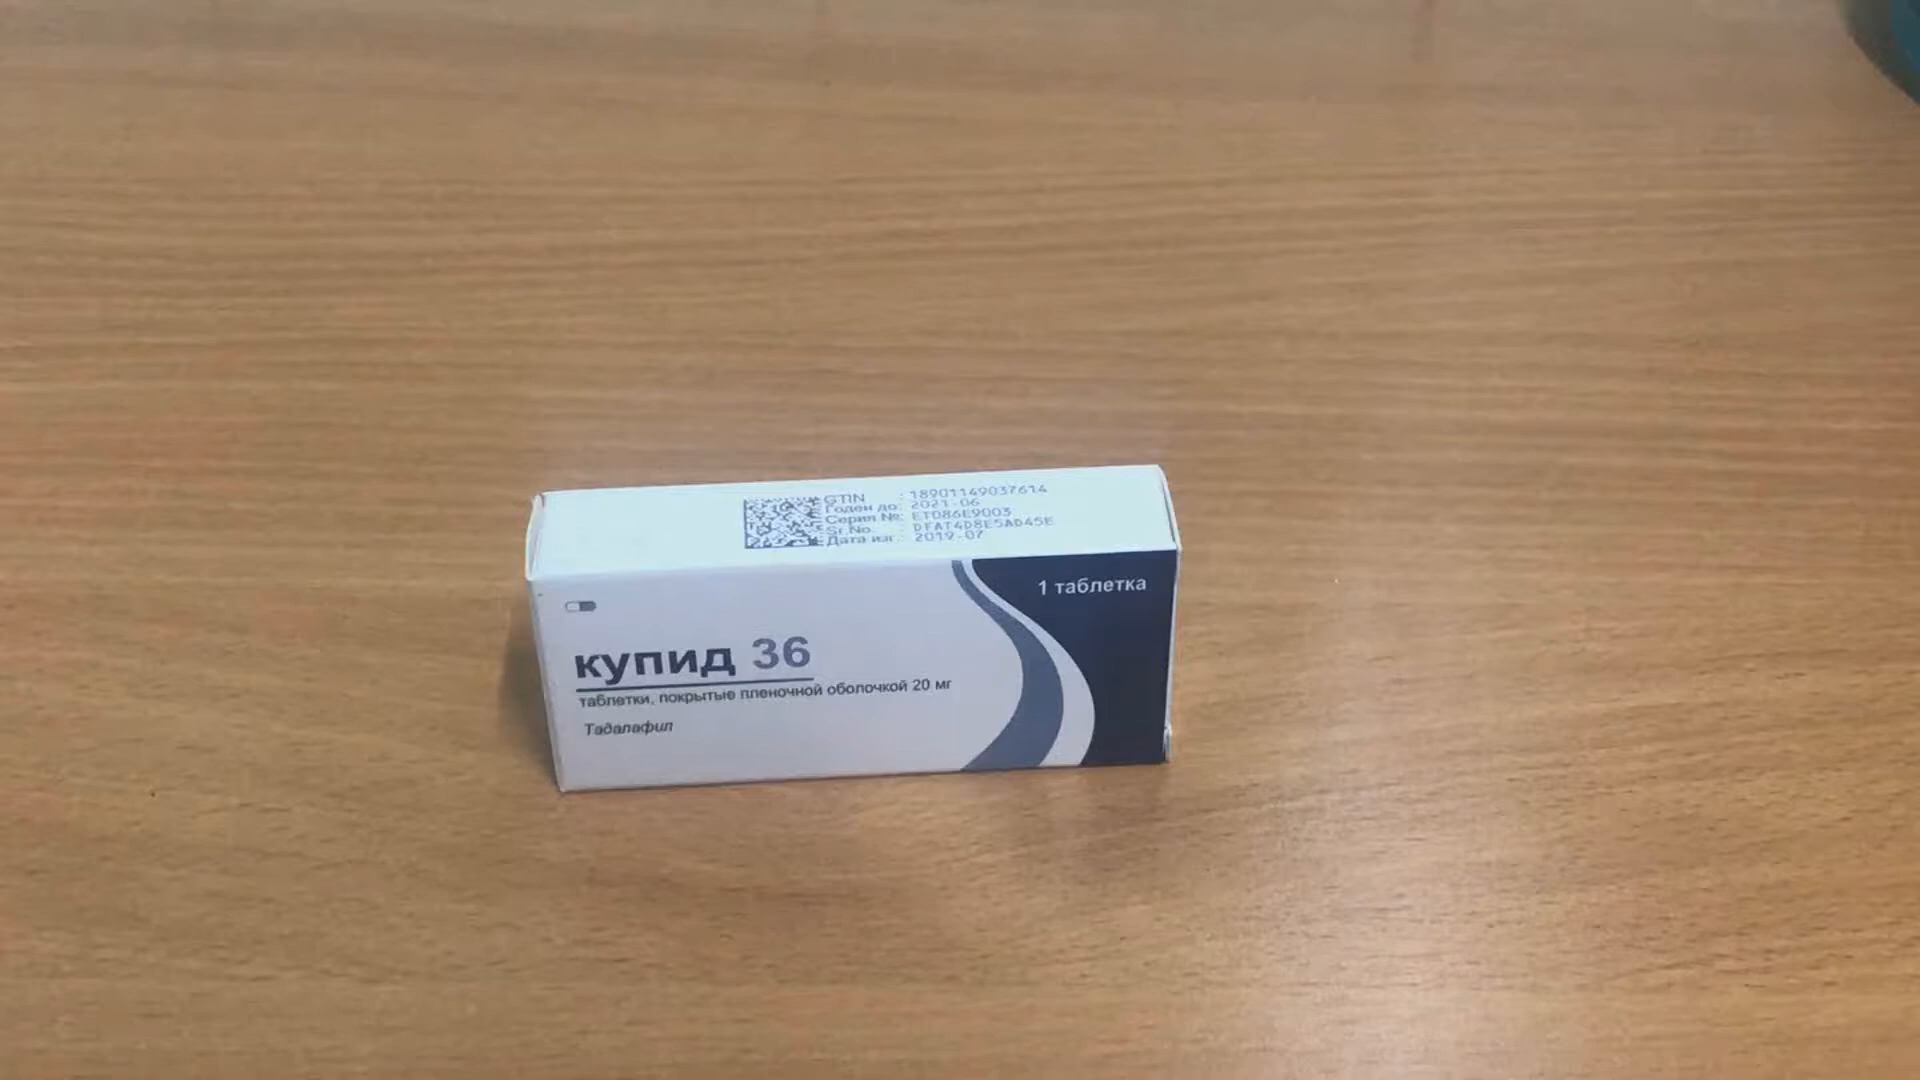 GTIN : 18901149037614
Годен до: 2021-06
Серия №: ET086E9003
Sr.No. : DFAT4D8E5AD45E
Дата изг.: 2019-07
1 таблетка
купид 36
таблетки, покрытые пленочной оболочкой 20 мг
Тадалафил